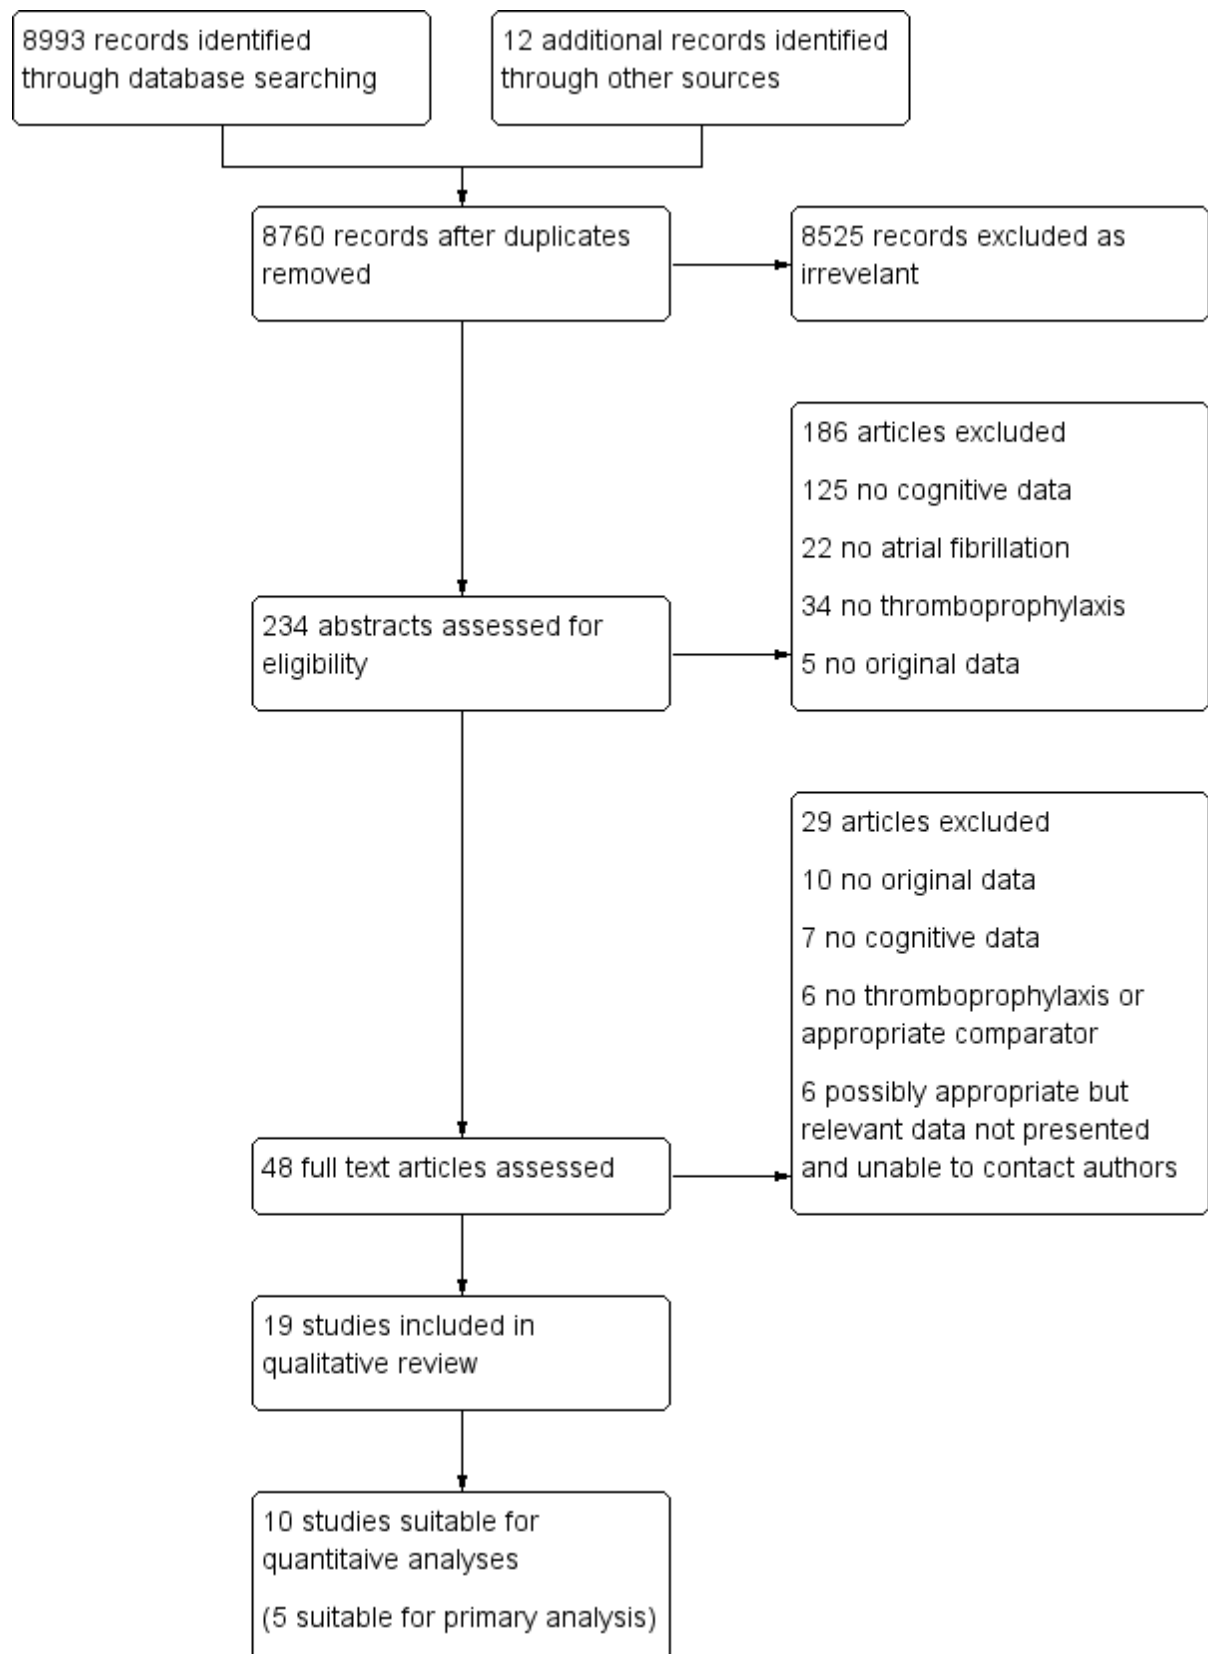 8993 records identified
through database searching
12 additional records identified
through other sources
8760 records after duplicates
removed
8525 records excluded as
irrevelant
234 abstracts assessed for
eligibility
186 articles excluded
125 no cognitive data
22 no atrial fibrillation
34 no thromboprophylaxis
5 no original data
48 full text articles assessed
29 articles excluded
10 no original data
7 no cognitive data
6 no thromboprophylaxis or
appropriate comparator
6 possibly appropriate but
relevant data not presented
and unable to contact authors
19 studies included in
qualitative review
10 studies suitable for
quantitaive analyses
(5 suitable for primary analysis)